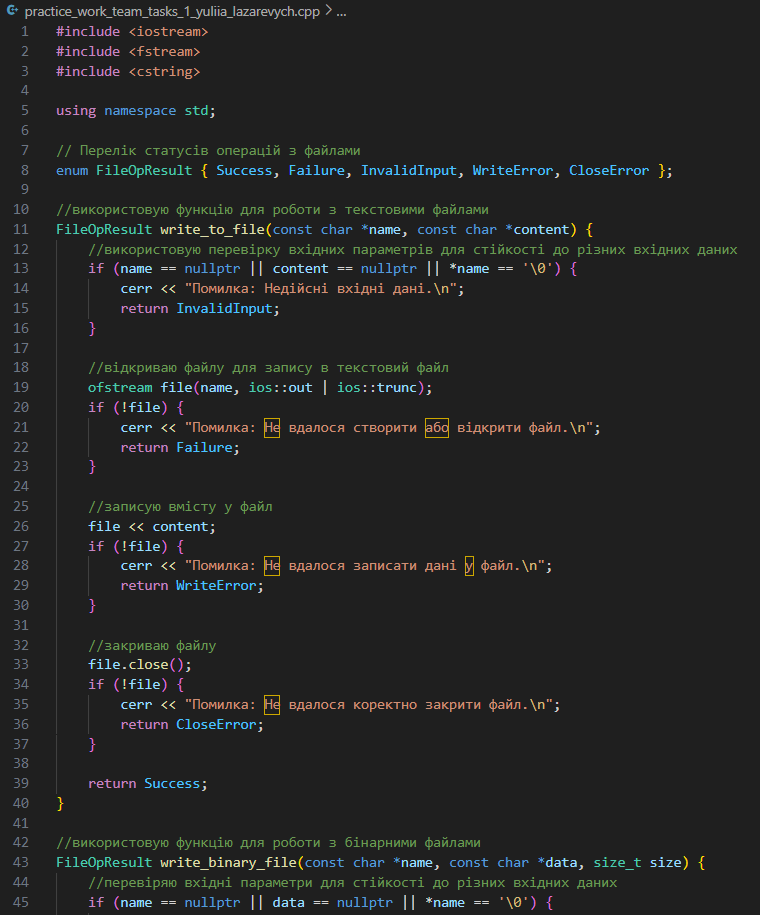 practice_work_team_tasks_1_yuliia_lazarevych.cpp > ...
1 #include <iostream>
2 #include <fstream>
3 #include <cstring>
4
5 using namespace std;
6
7 // Перелік статусів операцій з файлами
8 enum FileOpResult { Success, Failure, InvalidInput, WriteError, CloseError };
9
10 //використовую функцію для роботи з текстовими файлами
11 FileOpResult write_to_file(const char *name, const char *content) {
12 //використовую перевірку вхідних параметрів для стійкості до різних вхідних даних
13 if (name == nullptr || content == nullptr || *name == '\0') {
14 cerr << "Помилка: Недійсні вхідні дані.\n";
15 return InvalidInput;
16 }
17
18 //відкриваю файлу для запису в текстовий файл
19 ofstream file(name, ios::out | ios::trunc);
20 if (!file) {
21 cerr << "Помилка: Не вдалося створити або відкрити файл.\n";
22 return Failure;
23 }
24
25 //записую вмісту у файл
26 file << content;
27 if (!file) {
28 cerr << "Помилка: Не вдалося записати дані у файл.\n";
29 return WriteError;
30 }
31
32 //закриваю файлу
33 file.close();
34 if (!file) {
35 cerr << "Помилка: Не вдалося коректно закрити файл.\n";
36 return CloseError;
37 }
38
39 return Success;
40 }
41
42 //використовую функцію для роботи з бінарними файлами
43 FileOpResult write_binary_file(const char *name, const char *data, size_t size) {
44 //перевіряю вхідні параметри для стійкості до різних вхідних даних
45 if (name == nullptr || data == nullptr || *name == '\0') {